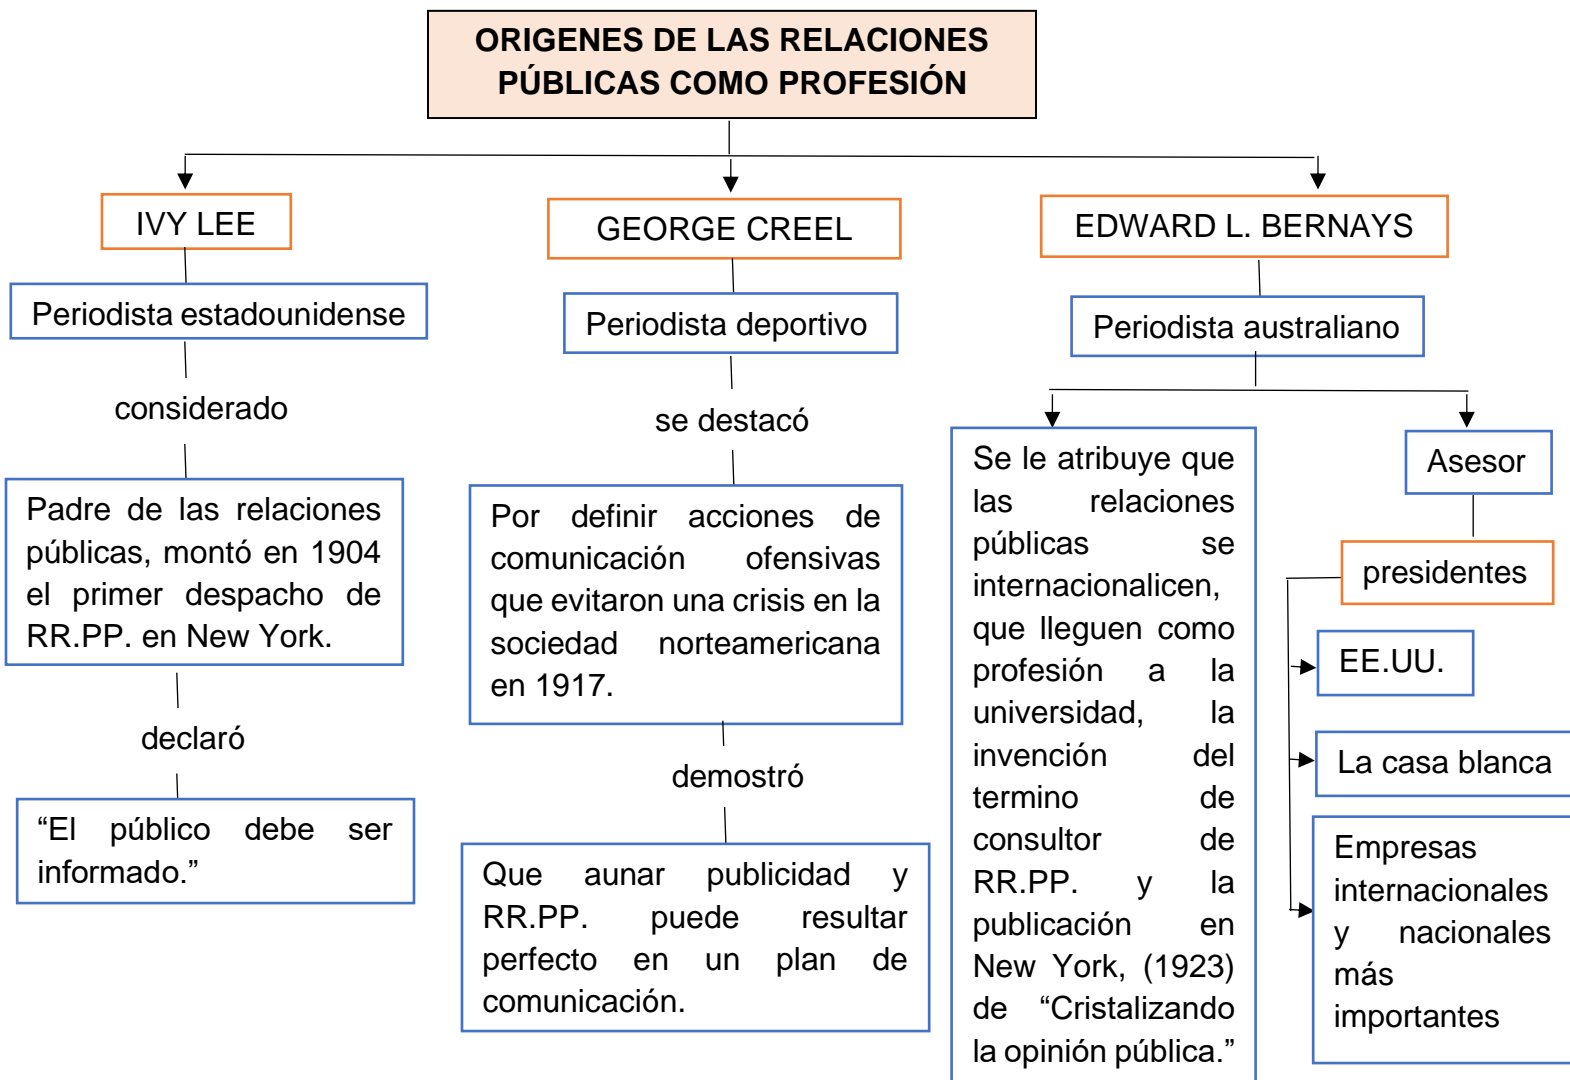 ORIGENES DE LAS RELACIONES
PÚBLICAS COMO PROFESIÓN
IVY LEE
Periodista estadounidense
considerado
Padre de las relaciones
públicas, montó en 1904
el primer despacho de
RR.PP. en New York.
declaró
“El público debe ser
informado.”
GEORGE CREEL
Periodista deportivo
se destacó
Por definir acciones de
comunicación ofensivas
que evitaron una crisis en la
sociedad norteamericana
en 1917.
demostró
Que aunar publicidad y
RR.PP. puede resultar
perfecto en un plan de
comunicación.
EDWARD L. BERNAYS
Periodista australiano
Se le atribuye que
las relaciones
públicas se
internacionalicen,
que lleguen como
profesión a la
universidad, la
invención del
termino de
consultor de
RR.PP. y la
publicación en
New York, (1923)
de “Cristalizando
la opinión pública.”
Asesor
presidentes
EE.UU.
La casa blanca
Empresas
internacionales
y nacionales
más
importantes